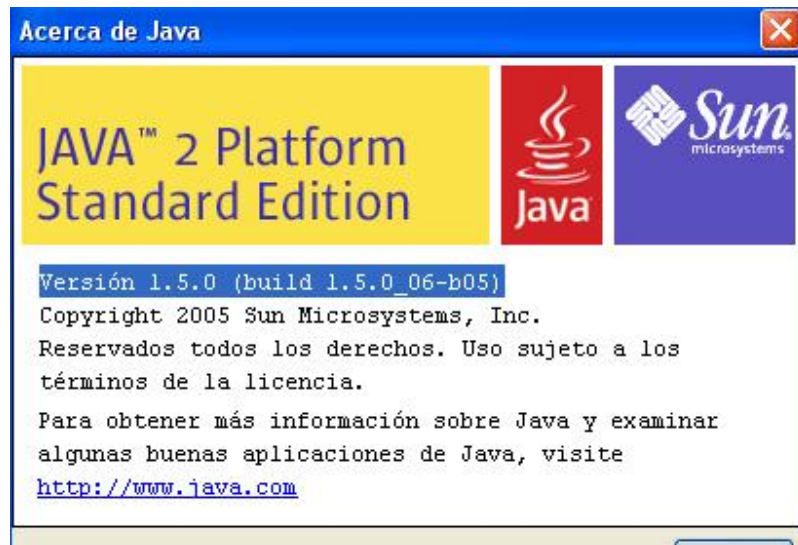 Acerca de Java
JAVA™ 2 Platform
Standard Edition
Java
Sun
microsystems
Versión 1.5.0 (build 1.5.0_06-b05)
Copyright 2005 Sun Microsystems, Inc.
Reservados todos los derechos. Uso sujeto a los
términos de la licencia.
Para obtener más información sobre Java y examinar
algunas buenas aplicaciones de Java, visite
http://www.java.com